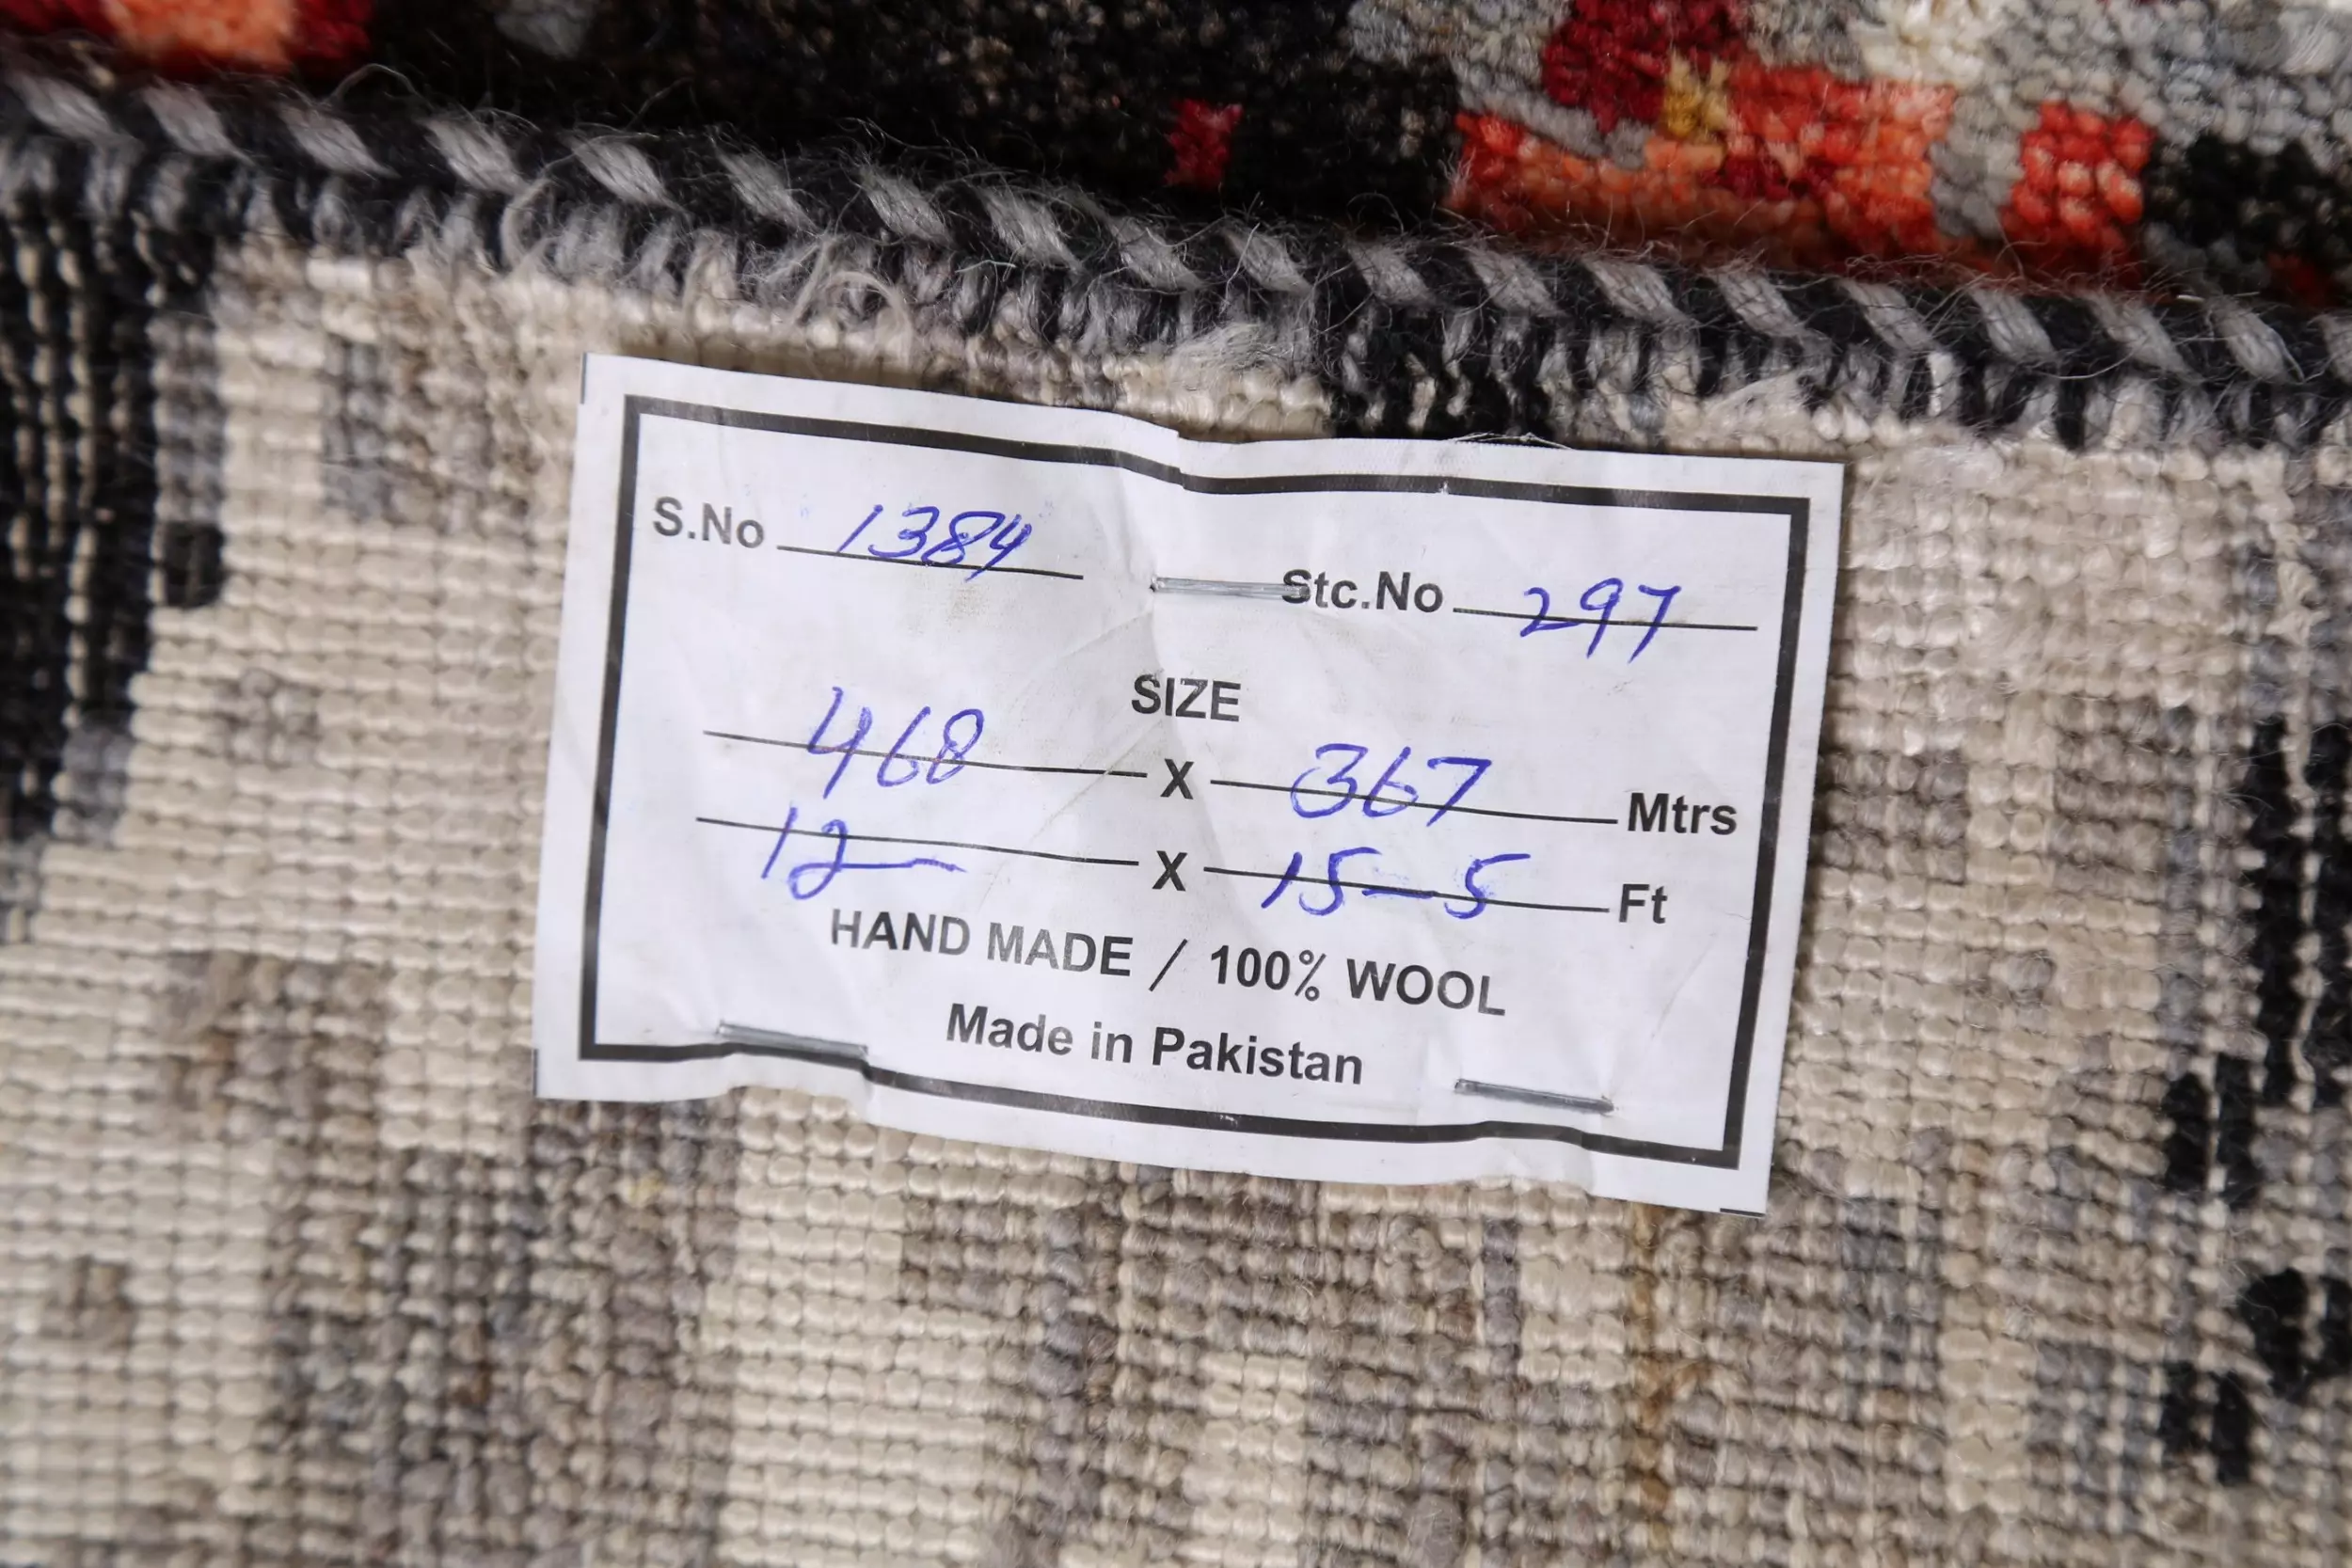 S.No 1384 Stc.No 297
SIZE
468 X 367 Mtrs
12— X 15—5 Ft
HAND MADE / 100% WOOL
Made in Pakistan